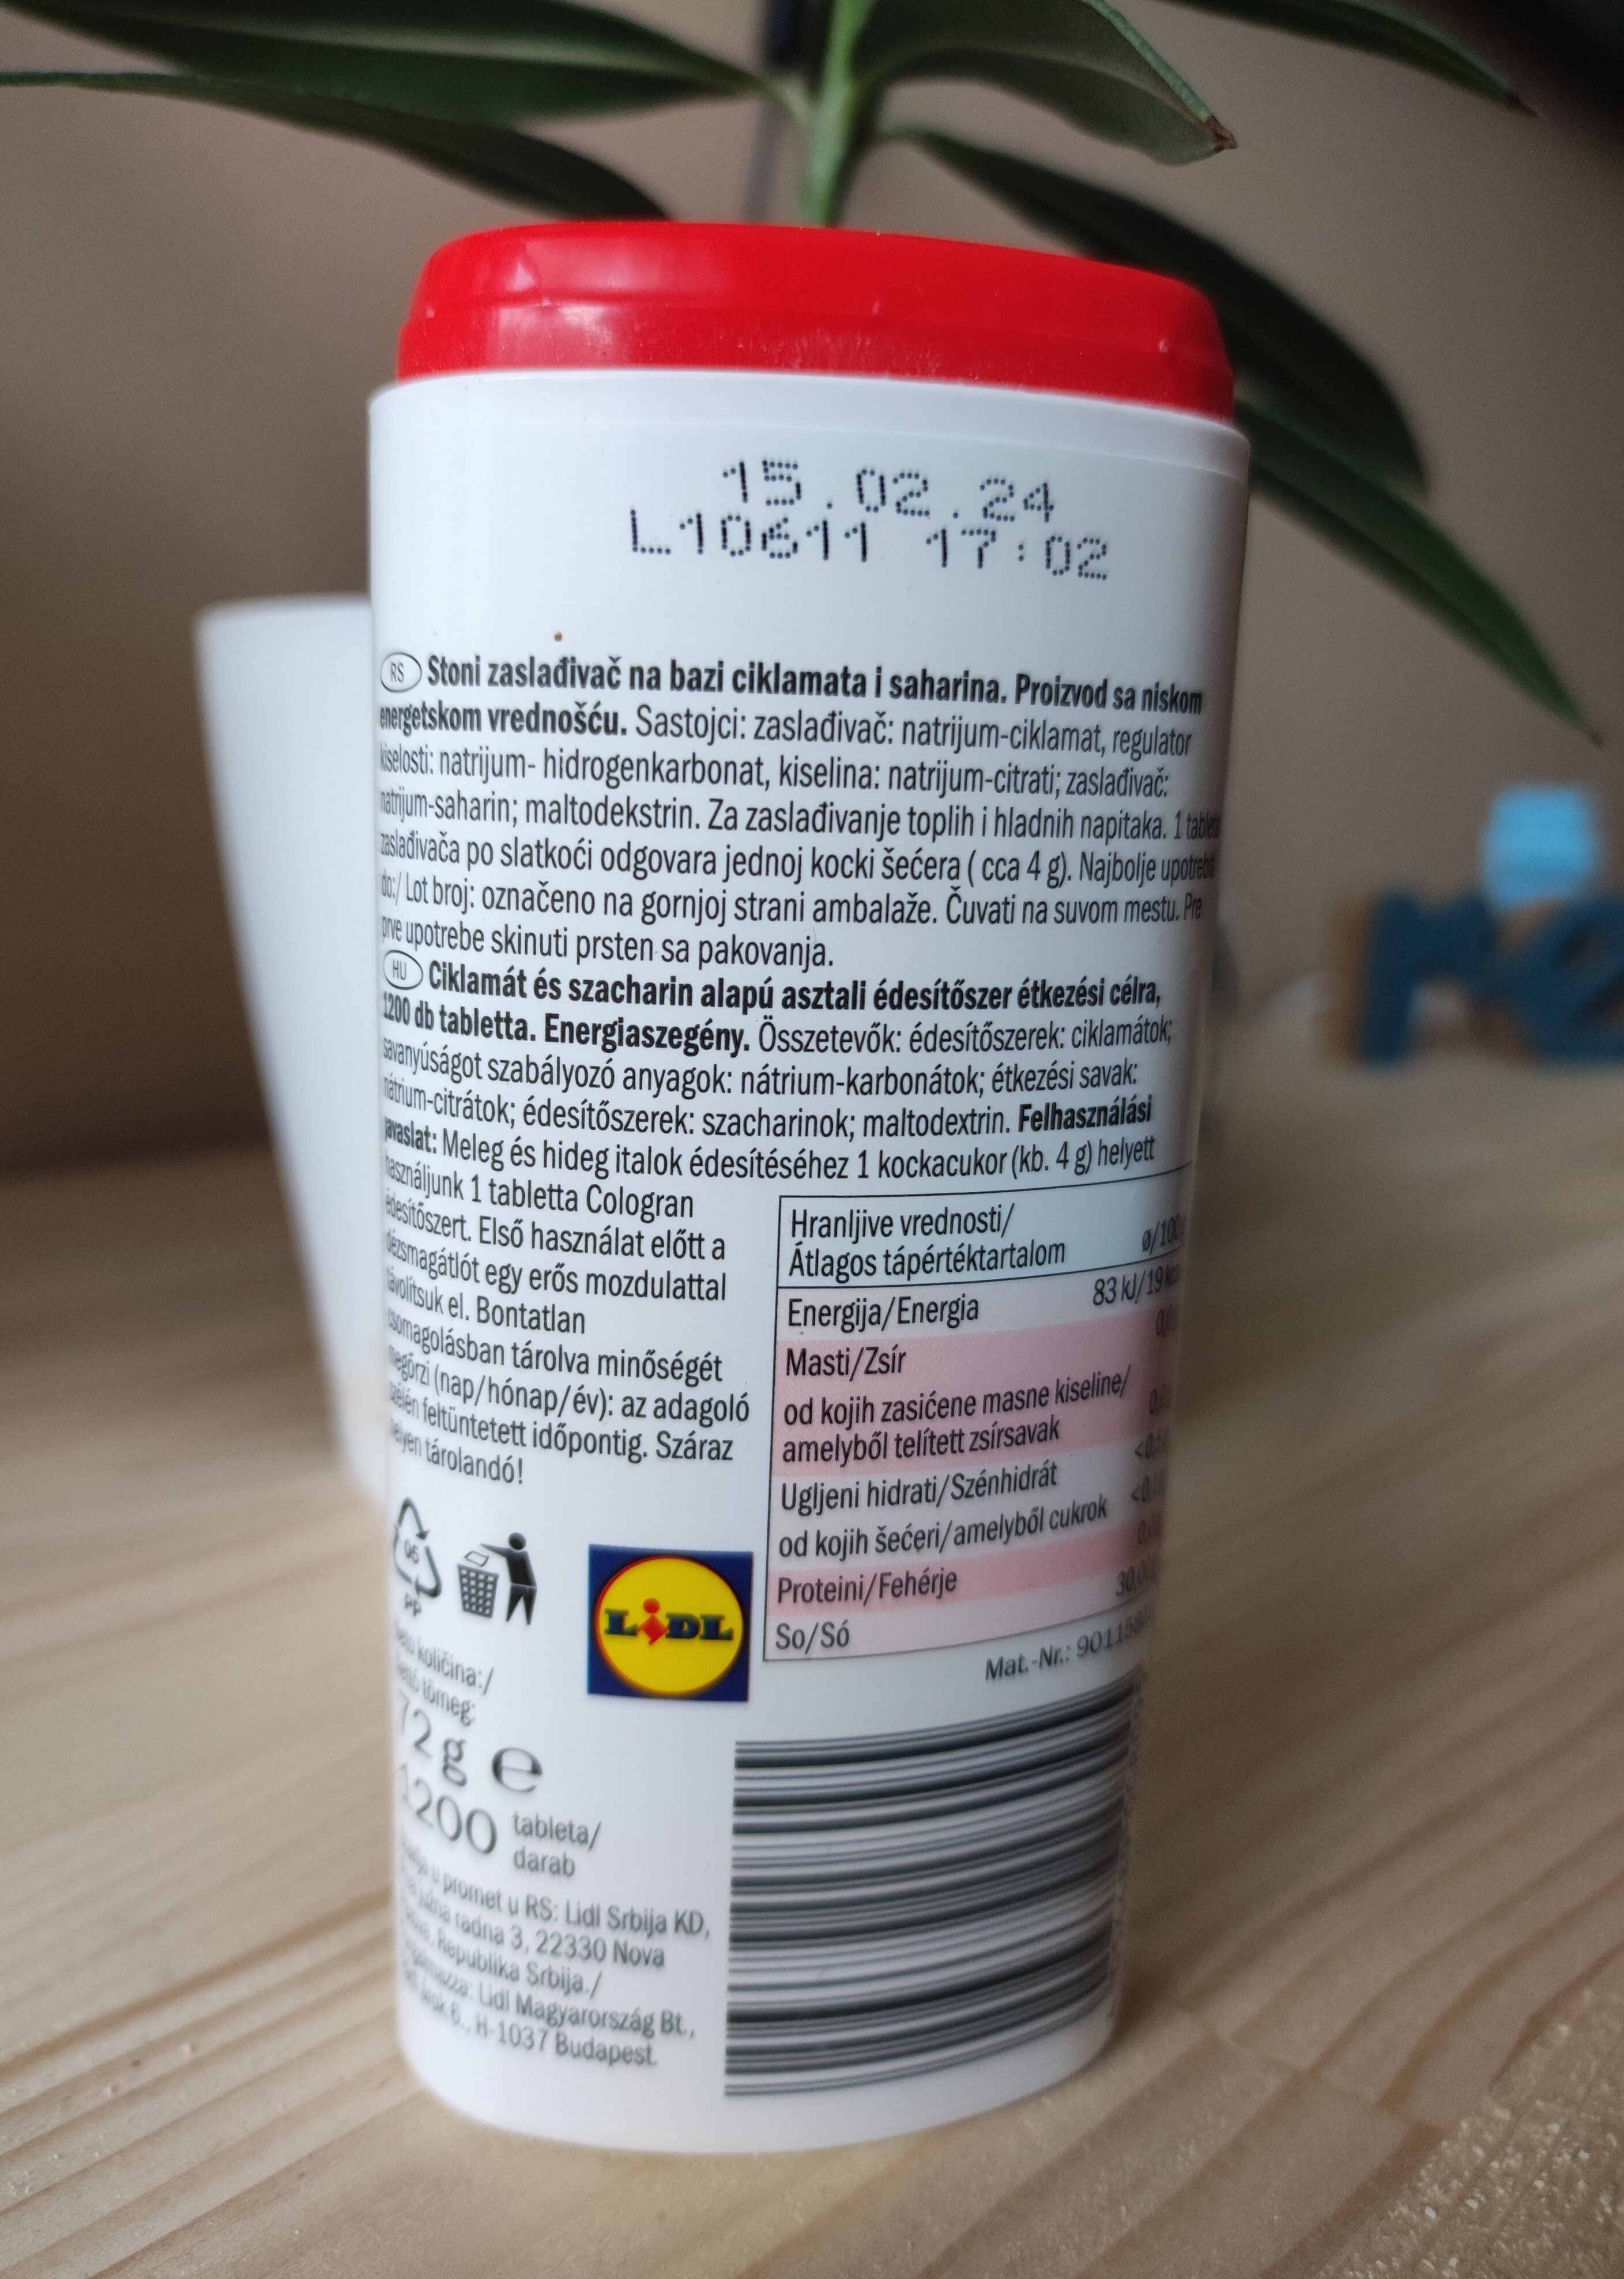 15.02.24
L10611 17:02
RS Stoni zaslađivač na bazi ciklamata i saharina. Proizvod sa niskom
energetskom vrednošću. Sastojci: zaslađivač: natrijum-ciklamat, regulator
kiselosti: natrijum- hidrogenkarbonat, kiselina: natrijum-citrati; zaslađivač:
natrijum-saharin; maltodekstrin. Za zaslađivanje toplih i hladnih napitaka. 1 tableta
zaslađivača po slatkoći odgovara jednoj kocki šećera ( cca 4 g). Najbolje upotrebiti
do:/ Lot broj: označeno na gornjoj strani ambalaže. Čuvati na suvom mestu. Pre
prve upotrebe skinuti prsten sa pakovanja.
HU Ciklamát és szacharin alapú asztali édesítőszer étkezési célra,
1200 db tabletta. Energiaszegény. Összetevők: édesítőszerek: ciklamátok;
savanyúságot szabályozó anyagok: nátrium-karbonátok; étkezési savak:
nátrium-citrátok; édesítőszerek: szacharinok; maltodextrin. Felhasználási
javaslat: Meleg és hideg italok édesítéséhez 1 kockacukor (kb. 4 g) helyett
használjunk 1 tabletta Cologran
édesítőszert. Első használat előtt a
dézsmagátlót egy erős mozdulattal
távolítsuk el. Bontatlan
csomagolásban tárolva minőségét
megőrzi (nap/hónap/év): az adagoló
szélén feltüntetett időpontig. Száraz
helyen tárolandó!
Hranljive vrednosti/
Átlagos tápértéktartalom ø/100
Energija/Energia 83 kJ/19 kcal
Masti/Zsír
od kojih zasićene masne kiseline/
amelyből telített zsírsavak
Ugljeni hidrati/Szénhidrát
od kojih šećeri/amelyből cukrok
Proteini/Fehérje
So/Só
Mat.-Nr.:
05
PP
LIDL
Neto količina:/
Nettó tömeg:
72 g e
1200 tableta/
darab
u promet u RS: Lidl Srbija KD,
južna radna 3, 22330 Nova
Republika Srbija./
Lidl Magyarország Bt.,
6., H-1037 Budapest.